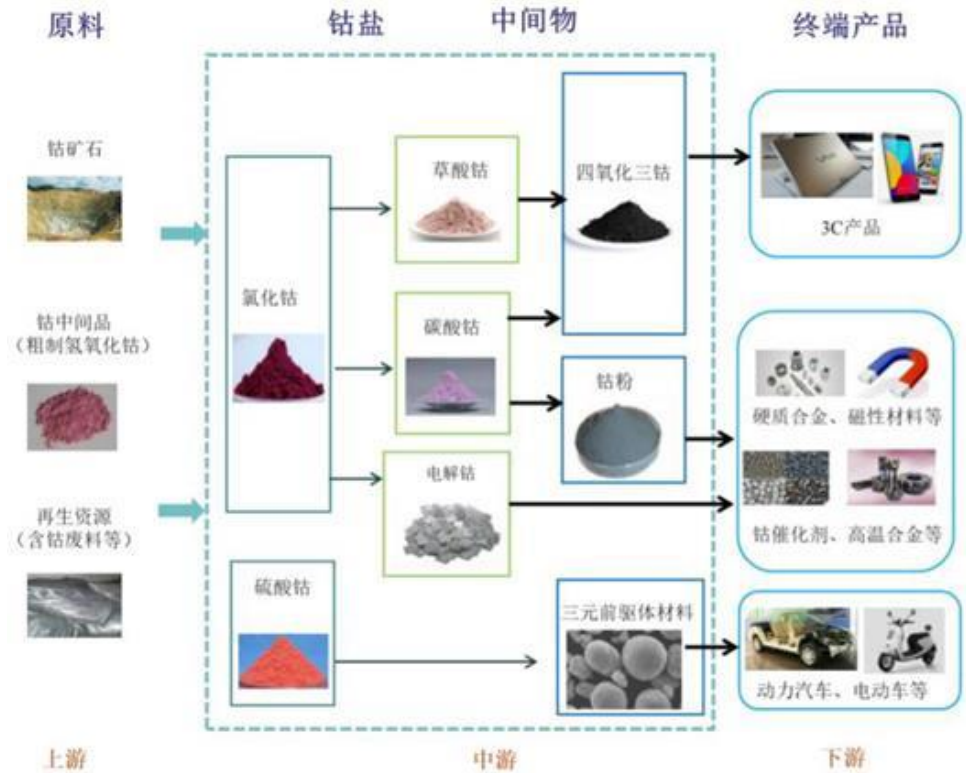 原料
钴盐
中间物
终端产品
钴矿石
钴中间品
（粗制氢氧化钴）
再生资源
（含钴废料等）
氯化钴
硫酸钴
草酸钴
碳酸钴
电解钴
四氧化三钴
钴粉
三元前驱体材料
3C产品
硬质合金、磁性材料等
钴催化剂、高温合金等
动力汽车、电动车等
上游
中游
下游